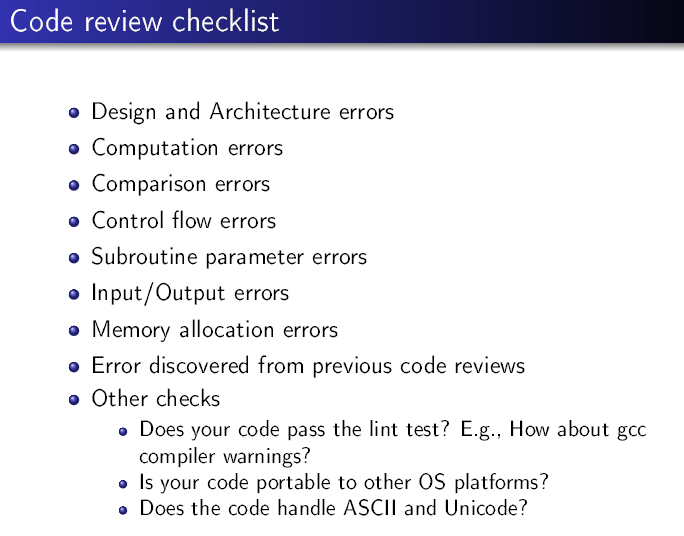 Code review checklist
Design and Architecture errors
Computation errors
Comparison errors
Control flow errors
Subroutine parameter errors
Input/Output errors
Memory allocation errors
Error discovered from previous code reviews
Other checks
Does your code pass the lint test? E.g., How about gcc
compiler warnings?
Is your code portable to other OS platforms?
Does the code handle ASCII and Unicode?